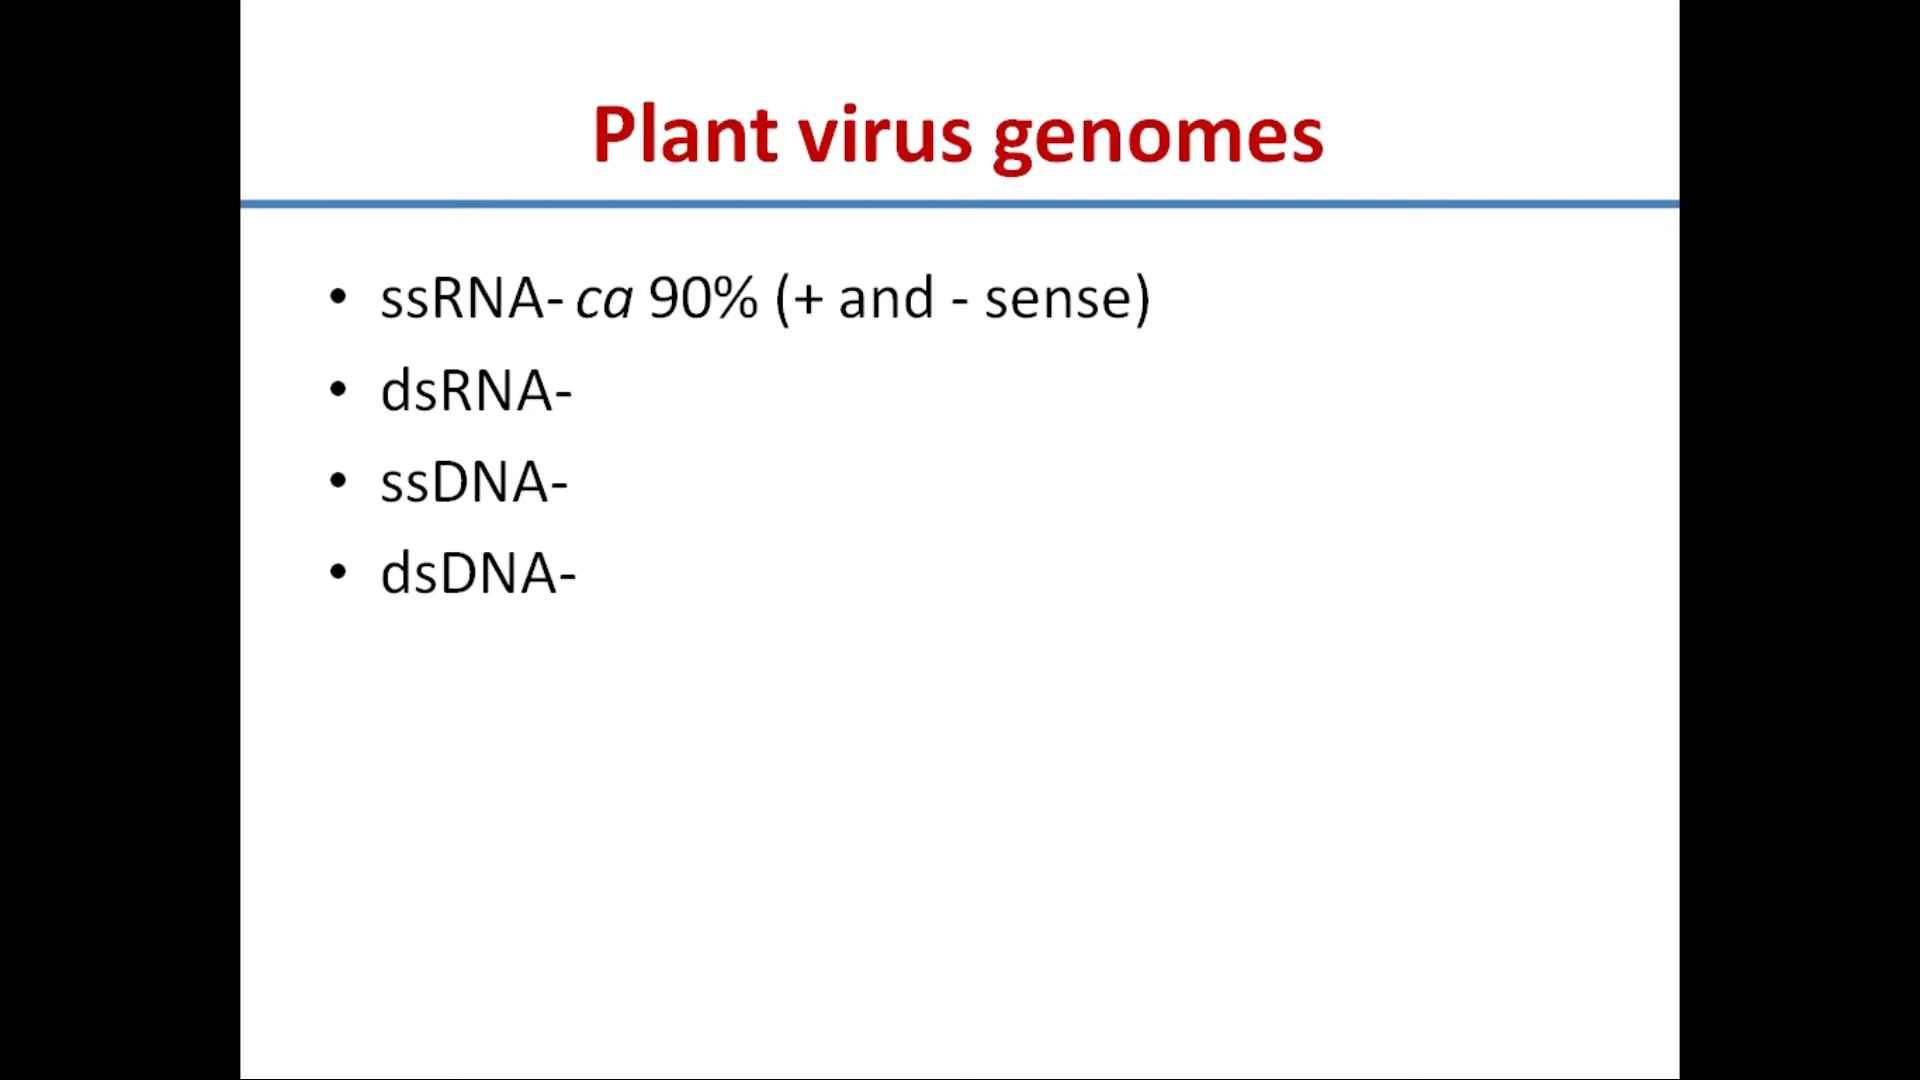 Plant virus genomes
• ssRNA- ca 90% (+ and - sense)
• dsRNA-
• ssDNA-
• dsDNA-